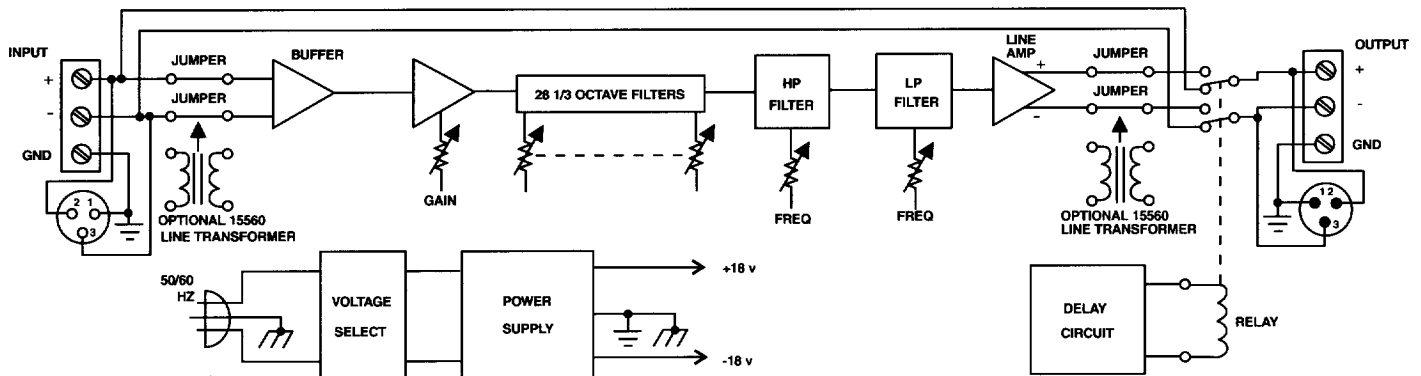 INPUT
+
-
GND
2 1
3
JUMPER
JUMPER
OPTIONAL 15560
LINE TRANSFORMER
BUFFER
GAIN
28 1/3 OCTAVE FILTERS
HP
FILTER
FREQ
LP
FILTER
FREQ
LINE
AMP
+
-
JUMPER
JUMPER
OPTIONAL 15560
LINE TRANSFORMER
OUTPUT
+
-
GND
1 2
3
50/60
HZ
VOLTAGE
SELECT
POWER
SUPPLY
+18 v
-18 v
DELAY
CIRCUIT
RELAY